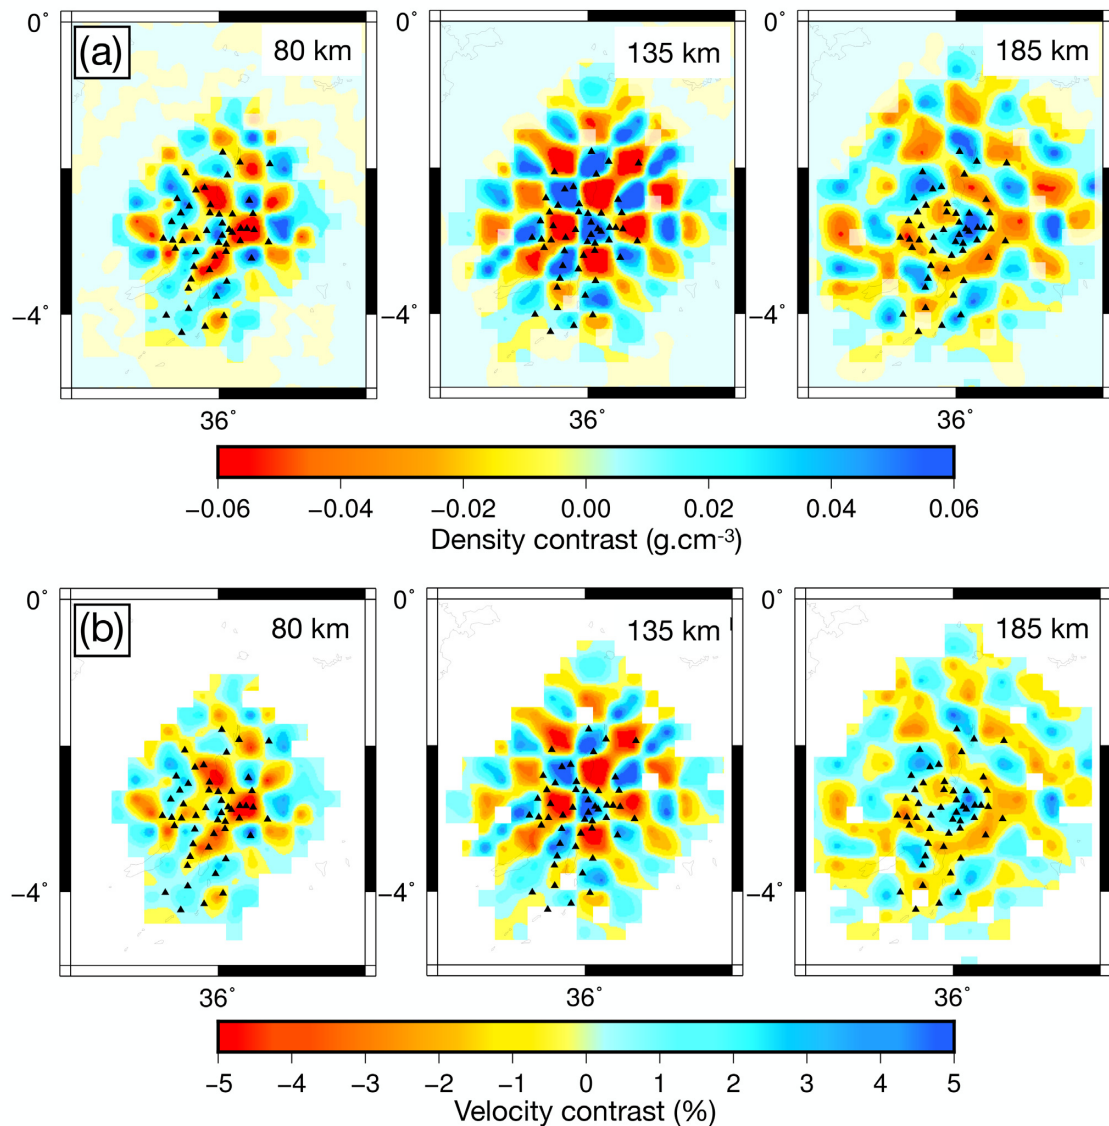 (a)
80 km
135 km
185 km
0°
−4°
−4°
−4°
36°
36°
36°
−0.06 −0.04 −0.02 0.00 0.02 0.04 0.06
Density contrast (g.cm-3)
(b)
80 km
135 km
185 km
0°
0°
0°
−4°
−4°
−4°
36°
36°
36°
−5 −4 −3 −2 −1 0 1 2 3 4 5
Velocity contrast (%)